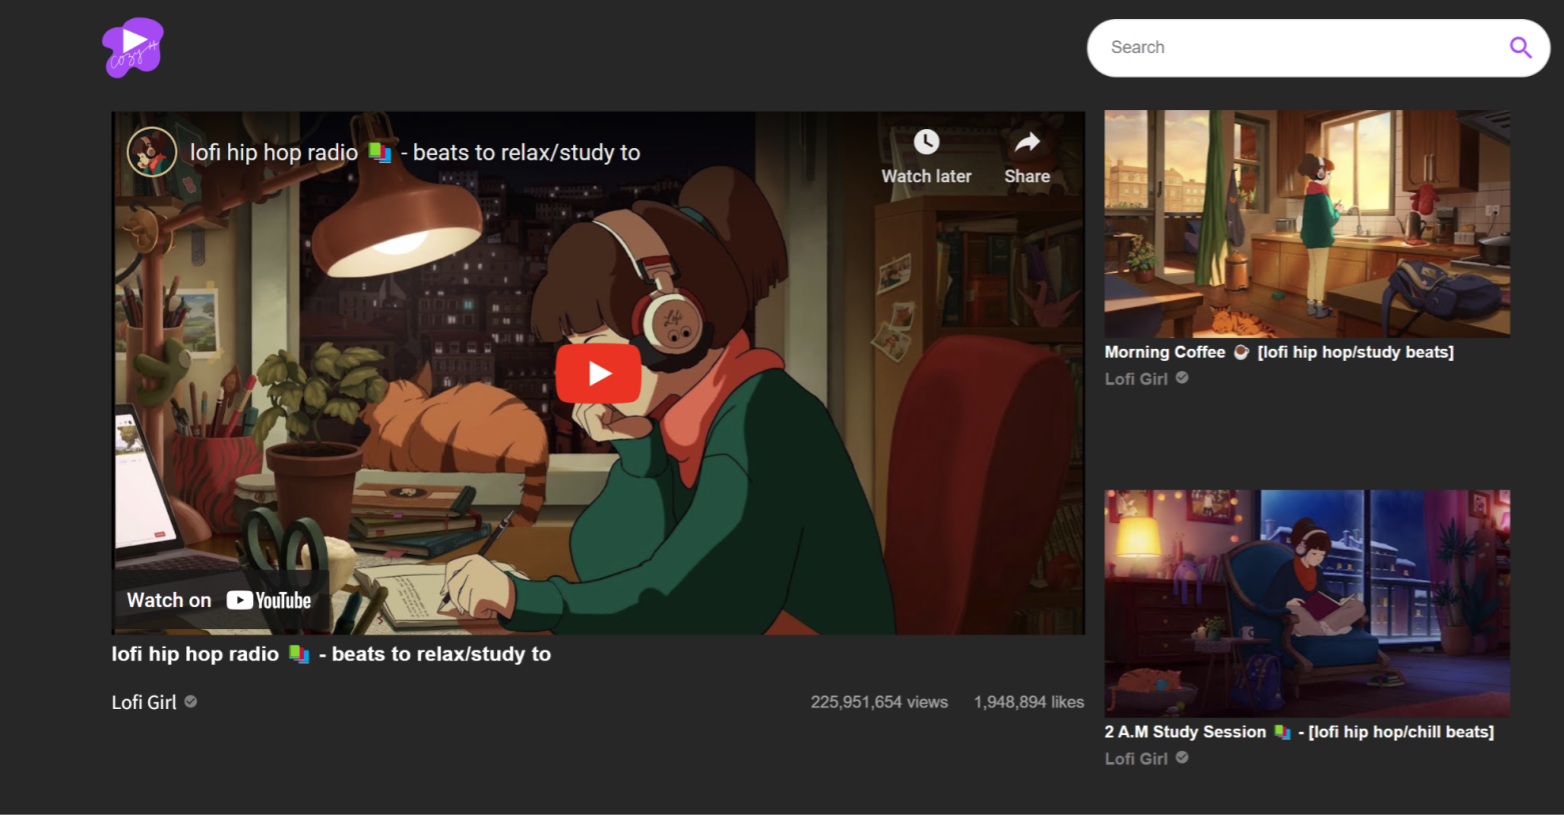 cozy
Search
lofi hip hop radio 📚 - beats to relax/study to
Watch later
Share
Lofi
Watch on YouTube
lofi hip hop radio 📚 - beats to relax/study to
Lofi Girl
225,951,654 views
1,948,894 likes
Morning Coffee ☕ [lofi hip hop/study beats]
Lofi Girl
2 A.M Study Session 📚 - [lofi hip hop/chill beats]
Lofi Girl